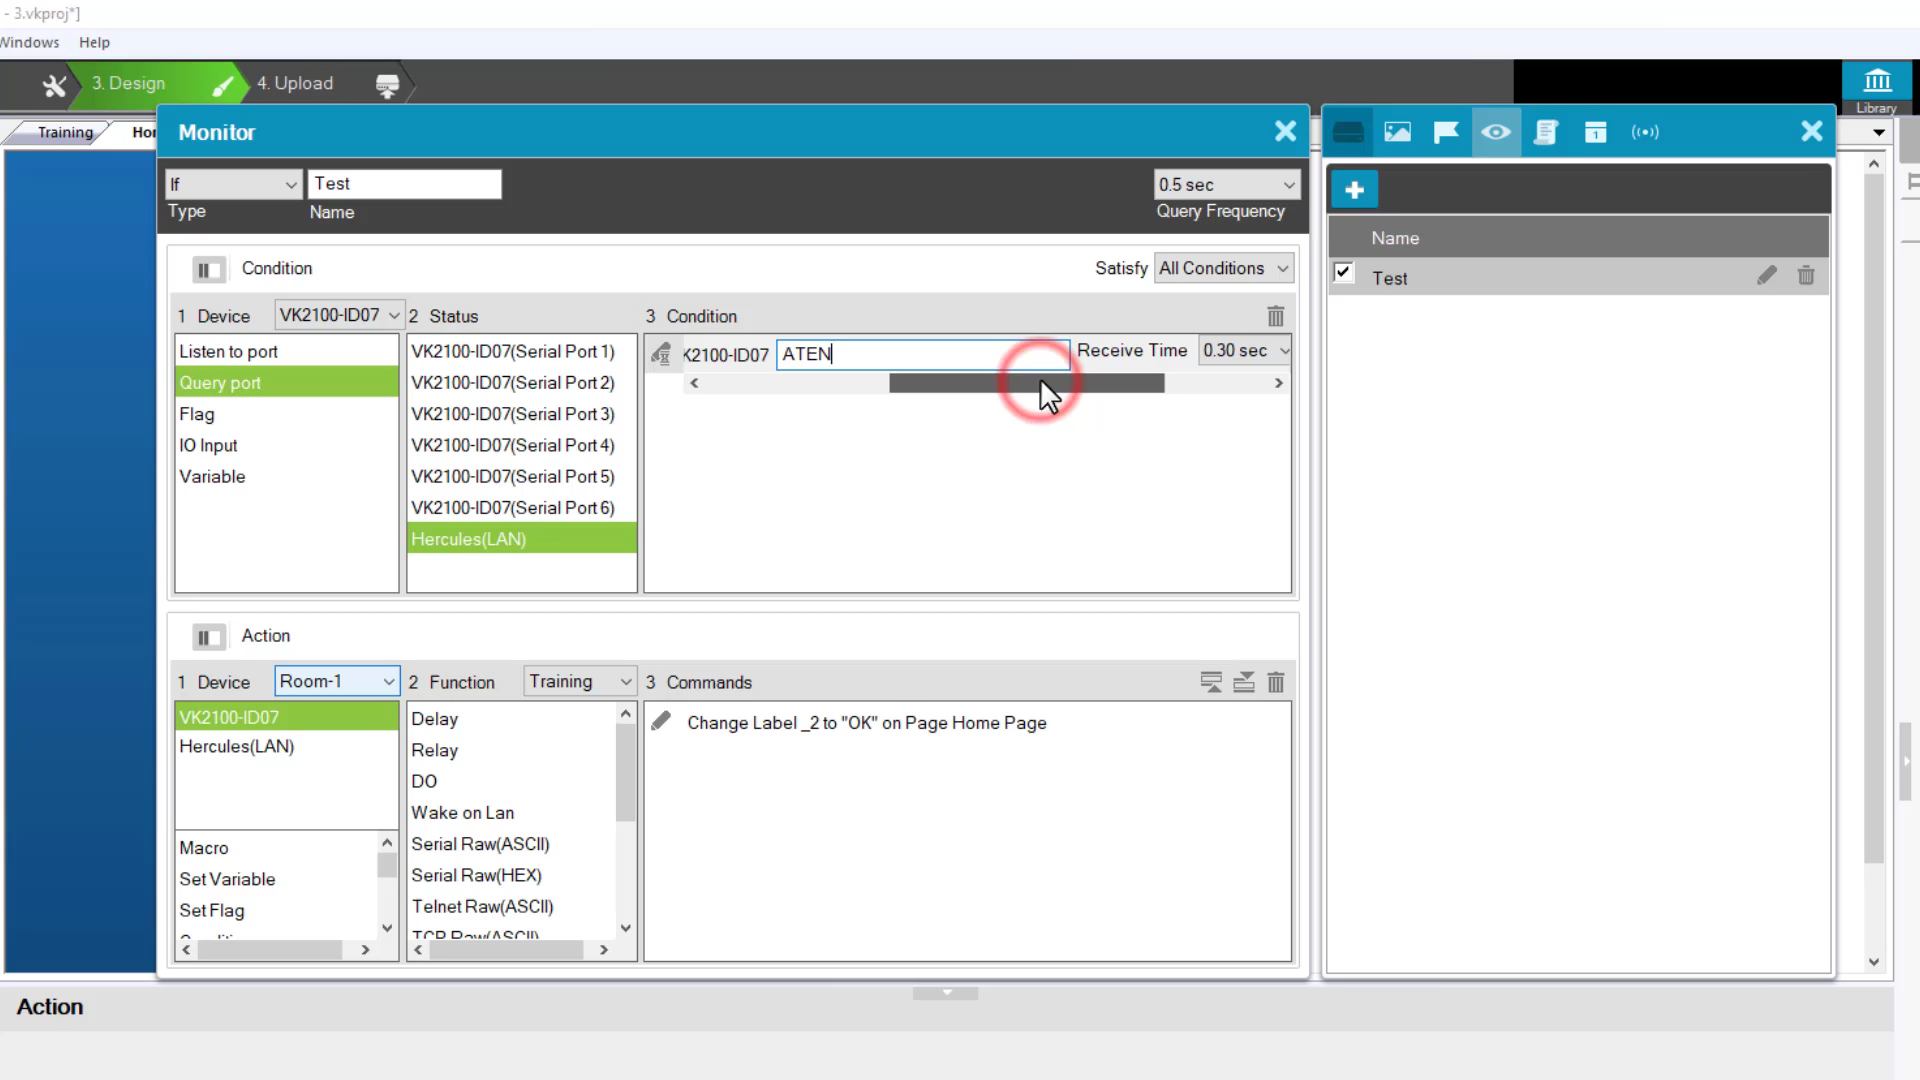 - 3.vkproj*]
Windows Help
3. Design
4. Upload
Library
Training
Monitor
If
Test
0.5 sec
Type
Name
Query Frequency
Name
Test
Condition
Satisfy
All Conditions
1 Device
VK2100-ID07
2 Status
3 Condition
Listen to port
Query port
Flag
IO Input
Variable
VK2100-ID07(Serial Port 1)
VK2100-ID07(Serial Port 2)
VK2100-ID07(Serial Port 3)
VK2100-ID07(Serial Port 4)
VK2100-ID07(Serial Port 5)
VK2100-ID07(Serial Port 6)
Hercules(LAN)
K2100-ID07
ATEN
Receive Time
0.30 sec
Action
1 Device
Room-1
2 Function
Training
3 Commands
VK2100-ID07
Hercules(LAN)
Macro
Set Variable
Set Flag
Delay
Relay
DO
Wake on Lan
Serial Raw(ASCII)
Serial Raw(HEX)
Telnet Raw(ASCII)
TCP Raw(ASCII)
Change Label _2 to "OK" on Page Home Page
Action